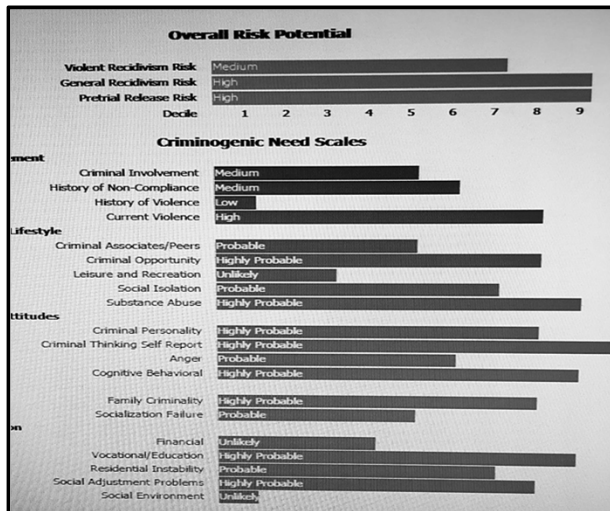 Overall Risk Potential
Violent Recidivism Risk Medium
General Recidivism Risk High
Pretrial Release Risk High
Decile 1 2 3 4 5 6 7 8 9
Criminogenic Need Scales
ment
Criminal Involvement Medium
History of Non-Compliance Medium
History of Violence Low
Current Violence High
Lifestyle
Criminal Associates/Peers Probable
Criminal Opportunity Highly Probable
Leisure and Recreation Unlikely
Social Isolation Probable
Substance Abuse Highly Probable
ttitudes
Criminal Personality Highly Probable
Criminal Thinking Self Report Highly Probable
Anger Probable
Cognitive Behavioral Highly Probable
Family Criminality Highly Probable
Socialization Failure Probable
on
Financial Unlikely
Vocational/Education Highly Probable
Residential Instability Probable
Social Adjustment Problems Highly Probable
Social Environment Unlikely